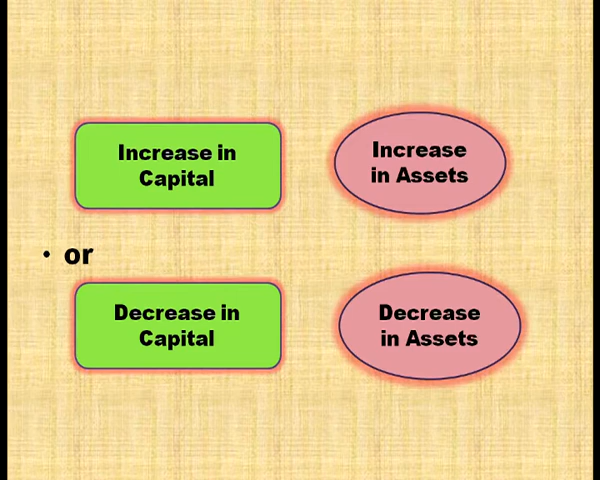 Increase in
Capital
Increase
in Assets
• or
Decrease in
Capital
Decrease
in Assets